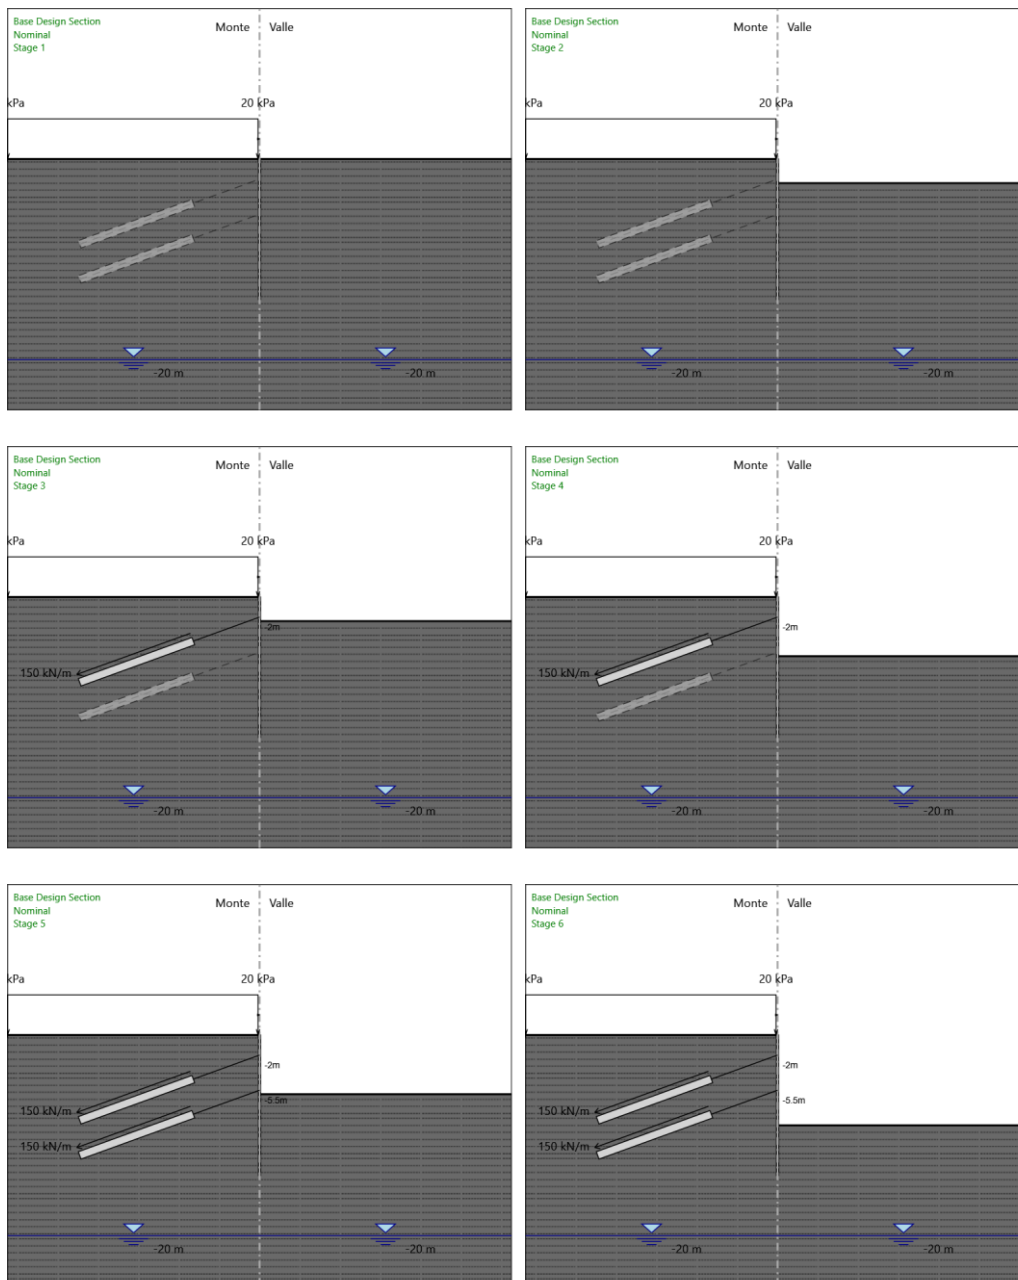 Base Design Section
Nominal
Stage 1
Monte Valle
kPa
20 kPa
-20 m
-20 m
Base Design Section
Nominal
Stage 2
Monte Valle
20 kPa
-20 m
-20 m
Base Design Section
Nominal
Stage 3
Monte Valle
kPa
20 kPa
-2m
150 kN/m
-20 m
-20 m
Base Design Section
Nominal
Stage 4
Monte Valle
20 kPa
-2m
150 kN/m
-20 m
-20 m
Base Design Section
Nominal
Stage 5
Monte Valle
kPa
20 kPa
-2m
-5.5m
150 kN/m
150 kN/m
-20 m
-20 m
Base Design Section
Nominal
Stage 6
Monte Valle
kPa
20 kPa
-2m
-5.5m
150 kN/m
150 kN/m
-20 m
-20 m